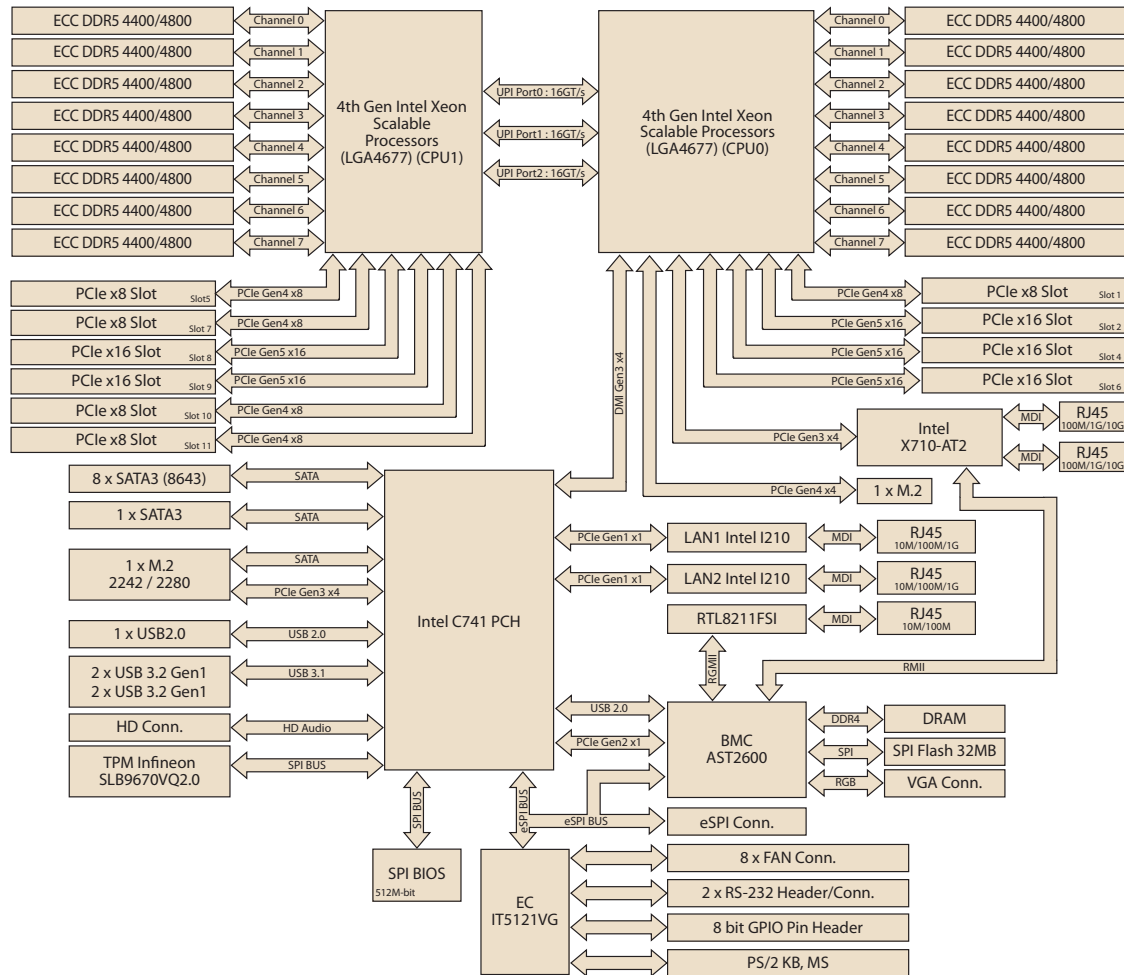 ECC DDR5 4400/4800
Channel 0
ECC DDR5 4400/4800
Channel 1
ECC DDR5 4400/4800
Channel 2
ECC DDR5 4400/4800
Channel 3
ECC DDR5 4400/4800
Channel 4
ECC DDR5 4400/4800
Channel 5
ECC DDR5 4400/4800
Channel 6
ECC DDR5 4400/4800
Channel 7
4th Gen Intel Xeon
Scalable
Processors
(LGA4677) (CPU1)
UPI Port0 : 16GT/s
UPI Port1 : 16GT/s
UPI Port2 : 16GT/s
4th Gen Intel Xeon
Scalable Processors
(LGA4677) (CPU0)
Channel 0
ECC DDR5 4400/4800
Channel 1
ECC DDR5 4400/4800
Channel 2
ECC DDR5 4400/4800
Channel 3
ECC DDR5 4400/4800
Channel 4
ECC DDR5 4400/4800
Channel 5
ECC DDR5 4400/4800
Channel 6
ECC DDR5 4400/4800
Channel 7
ECC DDR5 4400/4800
PCIe x8 Slot Slot5
PCIe Gen4 x8
PCIe x8 Slot Slot 7
PCIe Gen4 x8
PCIe x16 Slot Slot 8
PCIe Gen5 x16
PCIe x16 Slot Slot 9
PCIe Gen5 x16
PCIe x8 Slot Slot 10
PCIe Gen4 x8
PCIe x8 Slot Slot 11
PCIe Gen4 x8
DMI Gen3 x4
PCIe Gen4 x8
PCIe x8 Slot Slot 1
PCIe Gen5 x16
PCIe x16 Slot Slot 2
PCIe Gen5 x16
PCIe x16 Slot Slot 4
PCIe Gen5 x16
PCIe x16 Slot Slot 6
PCIe Gen3 x4
Intel
X710-AT2
MDI
RJ45
100M/1G/10G
MDI
RJ45
100M/1G/10G
PCIe Gen4 x4
1 x M.2
8 x SATA3 (8643)
SATA
1 x SATA3
SATA
1 x M.2
2242 / 2280
SATA
PCIe Gen3 x4
1 x USB2.0
USB 2.0
2 x USB 3.2 Gen1
2 x USB 3.2 Gen1
USB 3.1
HD Conn.
HD Audio
TPM Infineon
SLB9670VQ2.0
SPI BUS
Intel C741 PCH
PCIe Gen1 x1
LAN1 Intel I210
MDI
RJ45
10M/100M/1G
PCIe Gen1 x1
LAN2 Intel I210
MDI
RJ45
10M/100M/1G
RTL8211FSI
MDI
RJ45
10M/100M
RGMII
RMII
USB 2.0
PCIe Gen2 x1
BMC
AST2600
DDR4
DRAM
SPI
SPI Flash 32MB
RGB
VGA Conn.
SPI BUS
eSPI BUS
eSPI BUS
eSPI Conn.
SPI BIOS
512M-bit
EC
IT5121VG
8 x FAN Conn.
2 x RS-232 Header/Conn.
8 bit GPIO Pin Header
PS/2 KB, MS